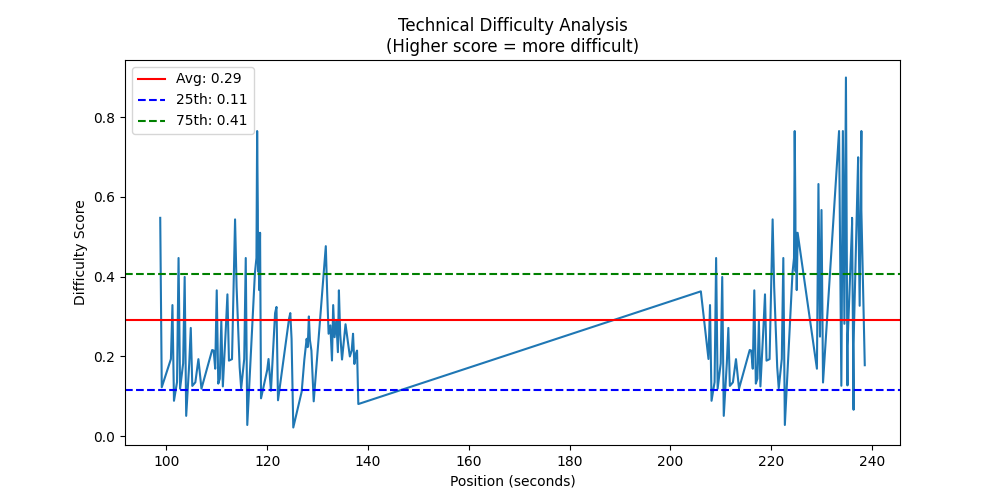 Technical Difficulty Analysis
(Higher score = more difficult)
Avg: 0.29
25th: 0.11
75th: 0.41
Difficulty Score
0.8
0.6
0.4
0.2
0.0
100 120 140 160 180 200 220 240
Position (seconds)